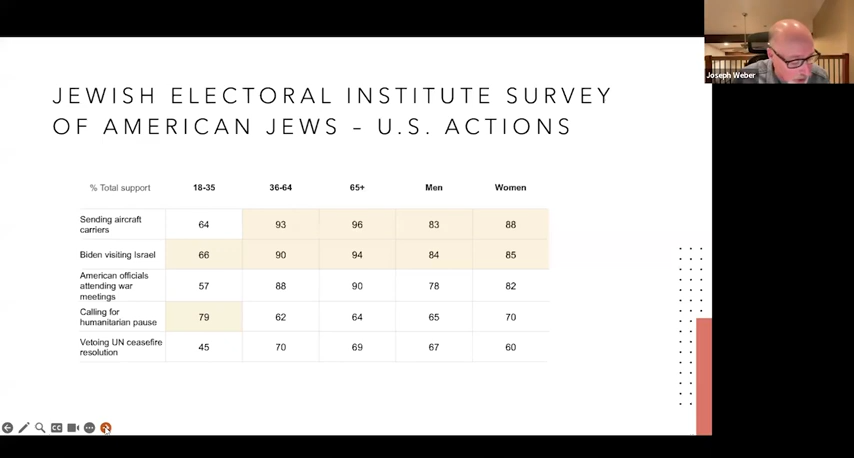 Joseph Weber
JEWISH ELECTORAL INSTITUTE SURVEY
OF AMERICAN JEWS – U.S. ACTIONS
% Total support 18-35 36-64 65+ Men Women
Sending aircraft
carriers 64 93 96 83 88
Biden visiting Israel 66 90 94 84 85
American officials
attending war
meetings 57 88 90 78 82
Calling for
humanitarian pause 79 62 64 65 70
Vetoing UN ceasefire
resolution 45 70 69 67 60
CC